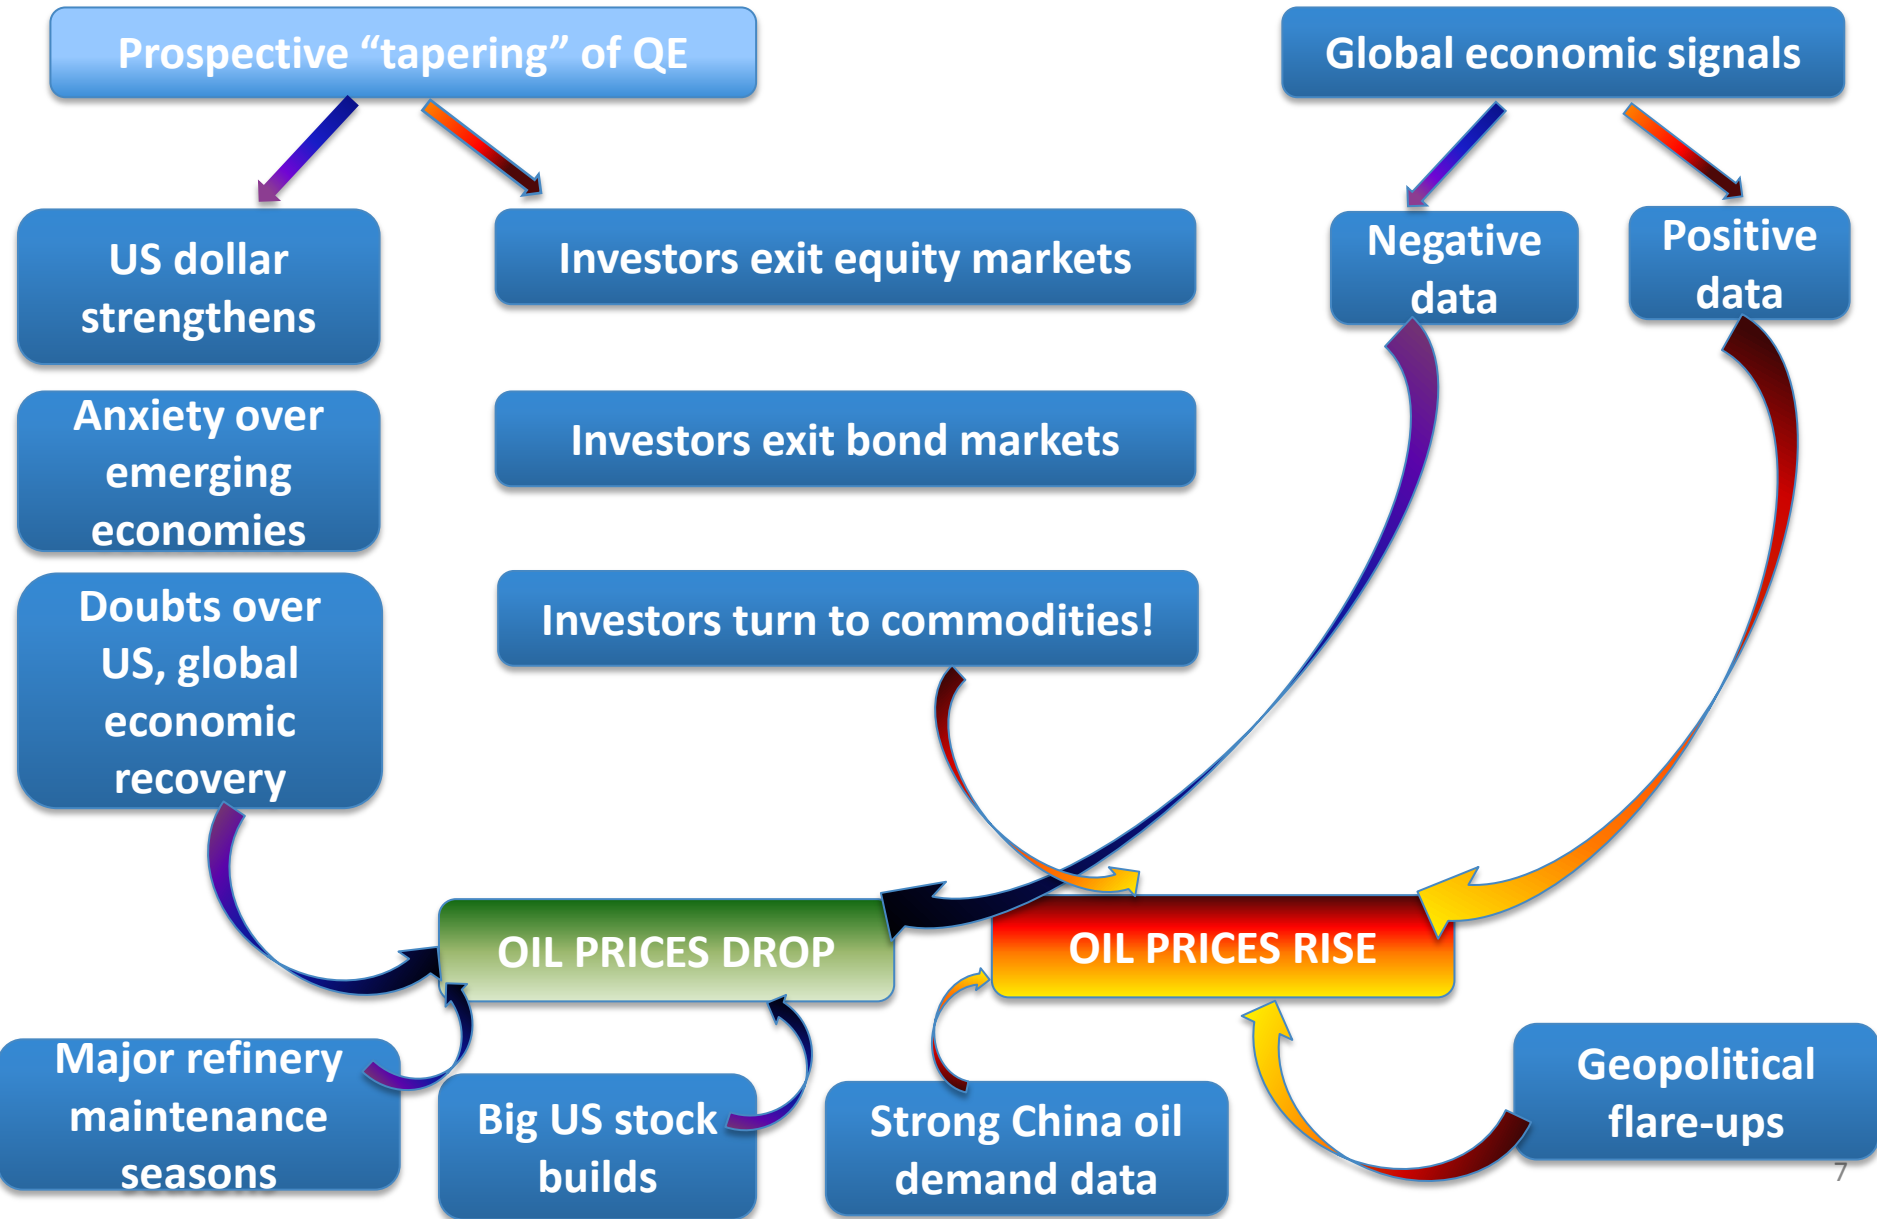 Prospective “tapering” of QE
Global economic signals
US dollar
strengthens
Investors exit equity markets
Negative
data
Positive
data
Anxiety over
emerging
economies
Investors exit bond markets
Doubts over
US, global
economic
recovery
Investors turn to commodities!
OIL PRICES DROP
OIL PRICES RISE
Major refinery
maintenance
seasons
Big US stock
builds
Strong China oil
demand data
Geopolitical
flare-ups
7